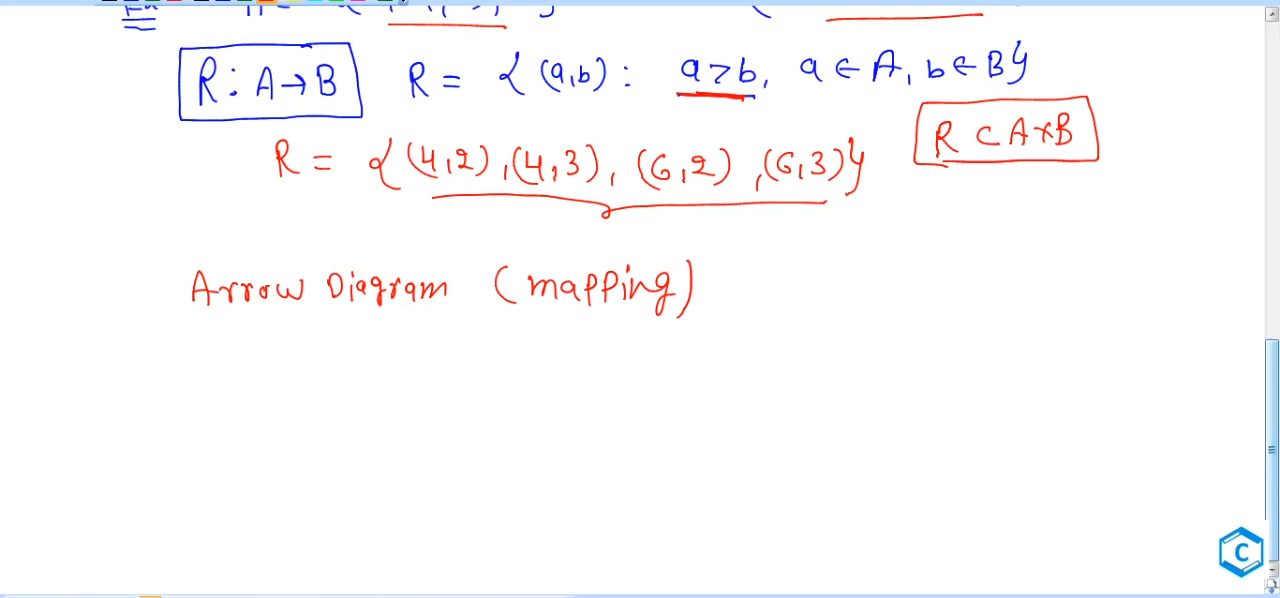 R : A → B R = { (a,b) : a > b, a ∈ A, b ∈ B }
R = { (4,2), (4,3), (6,2), (6,3) } R ⊂ A×B
Arrow Diagram (mapping)
C